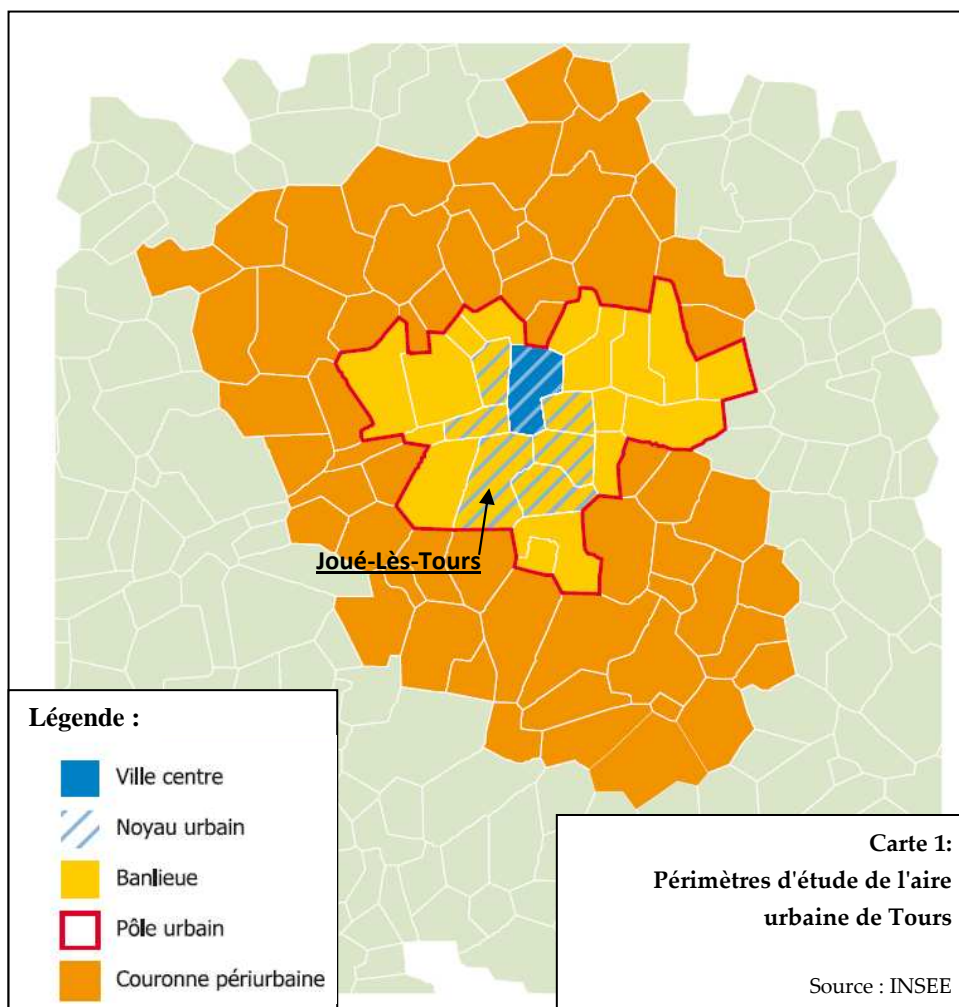 Joué-Lès-Tours
Légende :
Ville centre
Noyau urbain
Banlieue
Pôle urbain
Couronne périurbaine
Carte 1:
Périmètres d'étude de l'aire
urbaine de Tours
Source : INSEE